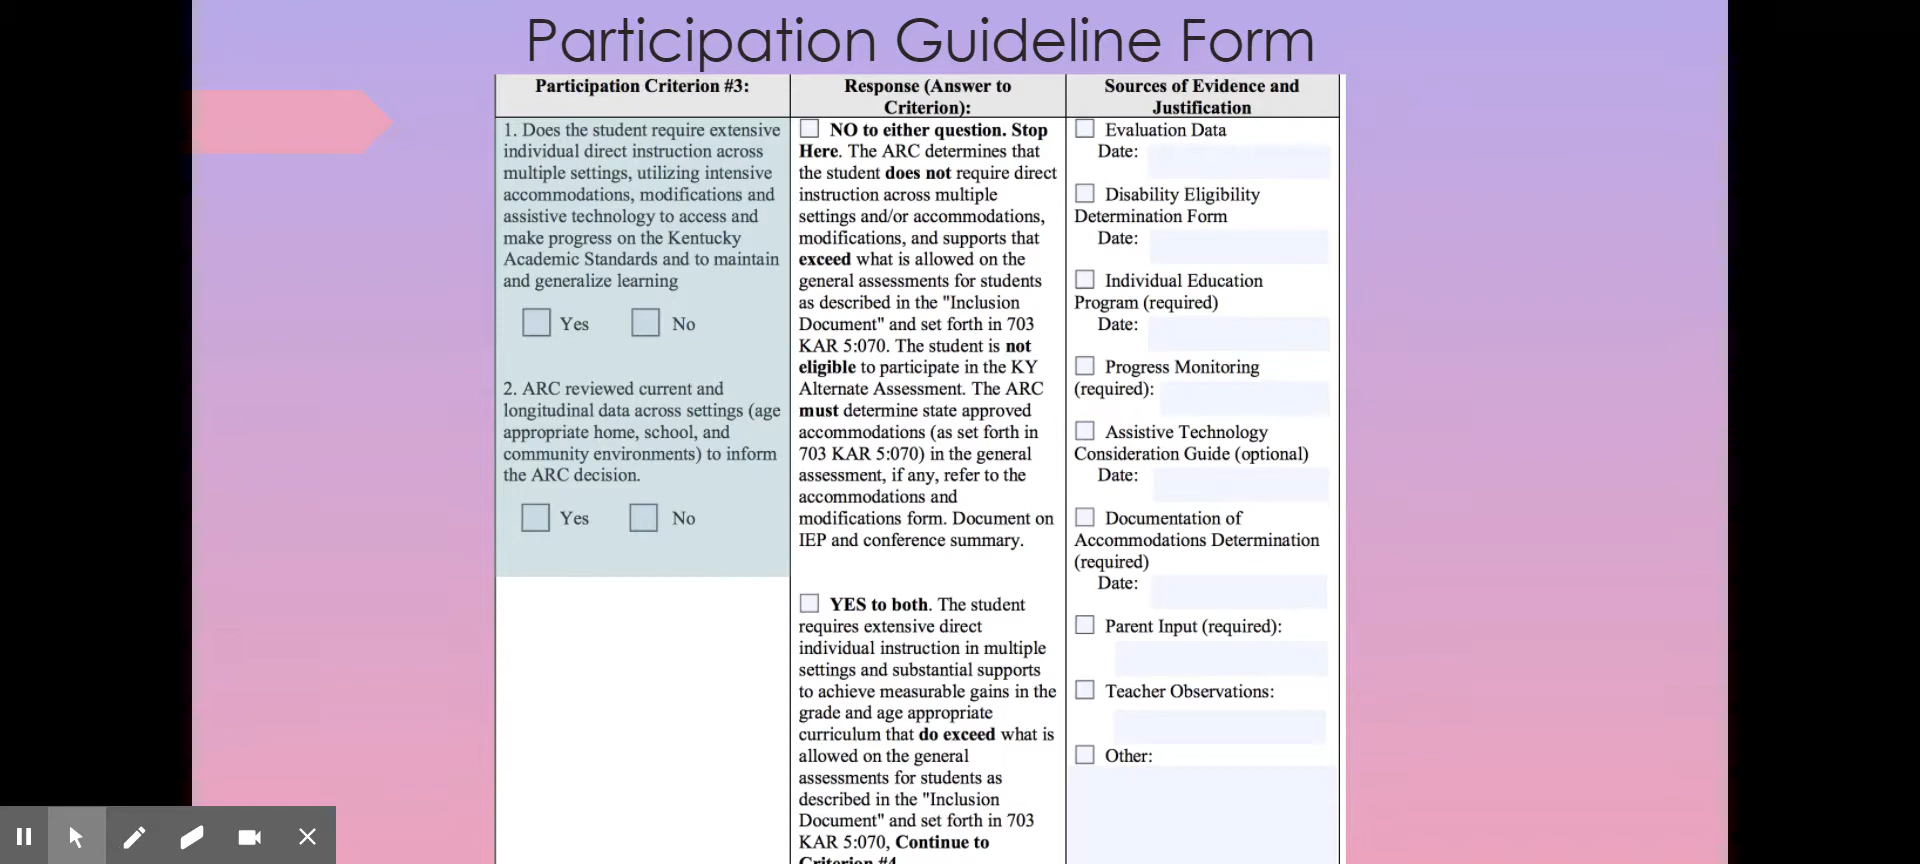 Participation Guideline Form
Participation Criterion #3:
1. Does the student require extensive
individual direct instruction across
multiple settings, utilizing intensive
accommodations, modifications and
assistive technology to access and
make progress on the Kentucky
Academic Standards and to maintain
and generalize learning
Yes No
2. ARC reviewed current and
longitudinal data across settings (age
appropriate home, school, and
community environments) to inform
the ARC decision.
Yes No
Response (Answer to
Criterion):
NO to either question. Stop
Here. The ARC determines that
the student does not require direct
instruction across multiple
settings and/or accommodations,
modifications, and supports that
exceed what is allowed on the
general assessments for students
as described in the "Inclusion
Document" and set forth in 703
KAR 5:070. The student is not
eligible to participate in the KY
Alternate Assessment. The ARC
must determine state approved
accommodations (as set forth in
703 KAR 5:070) in the general
assessment, if any, refer to the
accommodations and
modifications form. Document on
IEP and conference summary.
YES to both. The student
requires extensive direct
individual instruction in multiple
settings and substantial supports
to achieve measurable gains in the
grade and age appropriate
curriculum that do exceed what is
allowed on the general
assessments for students as
described in the "Inclusion
Document" and set forth in 703
KAR 5:070, Continue to
Criterion #4
Sources of Evidence and
Justification
Evaluation Data
Date:
Disability Eligibility
Determination Form
Date:
Individual Education
Program (required)
Date:
Progress Monitoring
(required):
Assistive Technology
Consideration Guide (optional)
Date:
Documentation of
Accommodations Determination
(required)
Date:
Parent Input (required):
Teacher Observations:
Other: